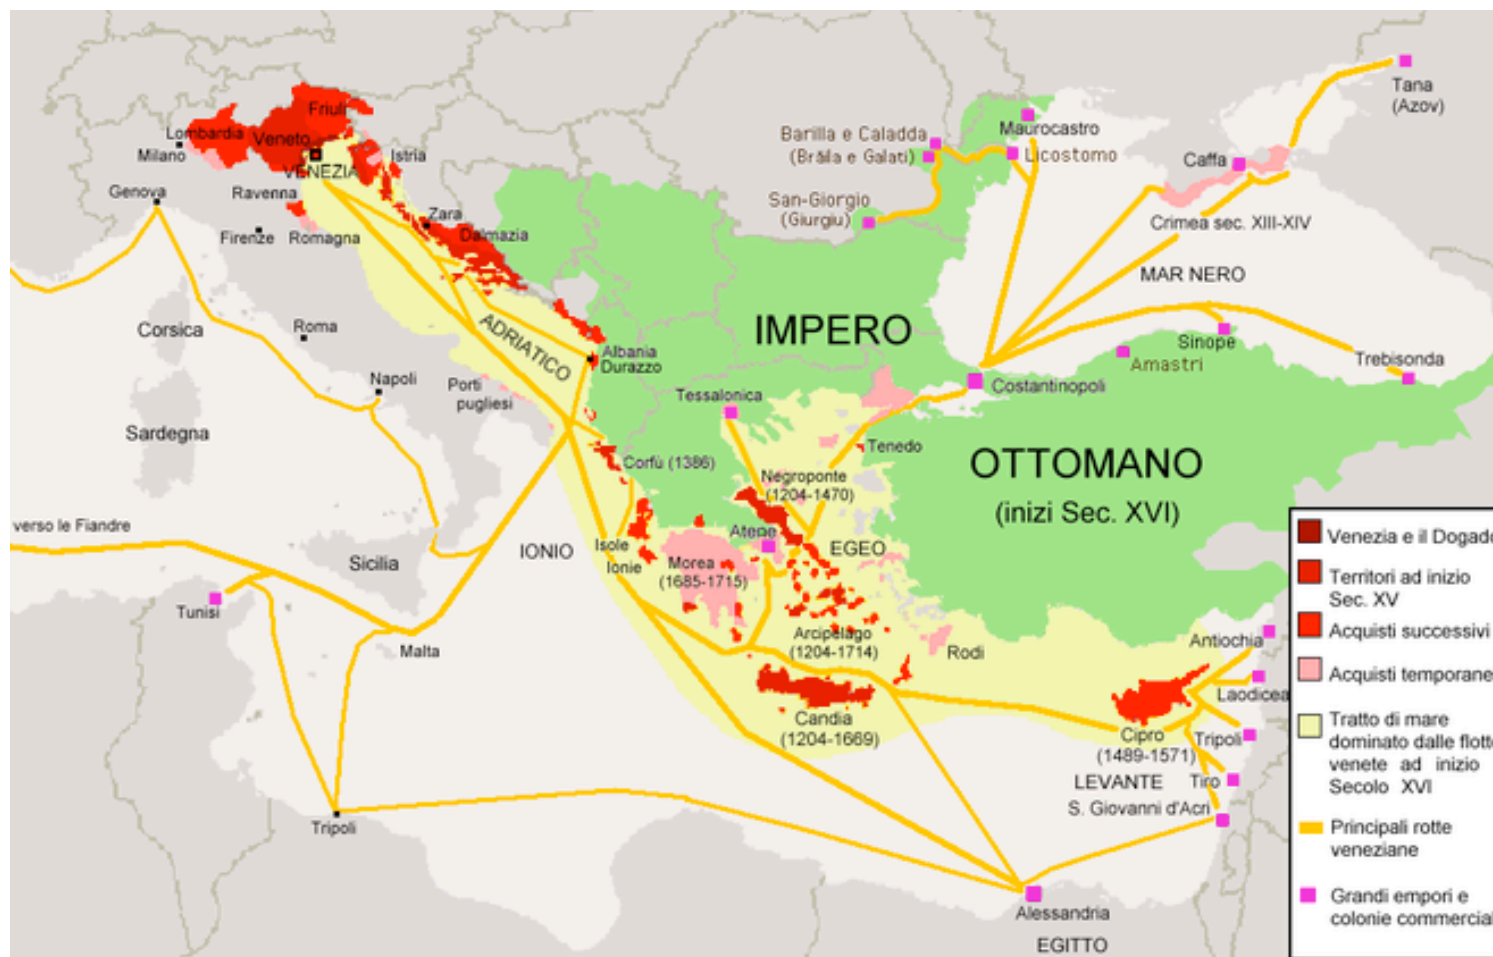 Tana
(Azov)
Friuli
Lombardia
Veneto
Milano
VENEZIA
Istria
Barilla e Caladda
(Brăila e Galati)
Maurocastro
Licostomo
Caffa
Genova
Ravenna
San-Giorgio
(Giurgiu)
Zara
Firenze
Romagna
Dalmazia
Crimea sec. XIII-XIV
MAR NERO
Corsica
Roma
ADRIATICO
IMPERO
Albania
Durazzo
Sinope
Amastri
Trebisonda
Napoli
Porti
pugliesi
Tessalonica
Costantinopoli
Sardegna
Corfù (1386)
Tenedo
OTTOMANO
(inizi Sec. XVI)
Negroponte
(1204-1470)
verso le Fiandre
Sicilia
IONIO
Isole
Ionie
Atene
EGEO
Morea
(1685-1715)
Tunisi
Malta
Arcipelago
(1204-1714)
Rodi
Antiochia
Laodicea
Candia
(1204-1669)
Cipro
(1489-1571)
Tripoli
LEVANTE
Tiro
S. Giovanni d'Acri
Tripoli
Alessandria
EGITTO
Venezia e il Dogad
Territori ad inizio
Sec. XV
Acquisti successivi
Acquisti temporane
Tratto di mare
dominato dalle flott
venete ad inizio
Secolo XVI
Principali rotte
veneziane
Grandi empori e
colonie commercial